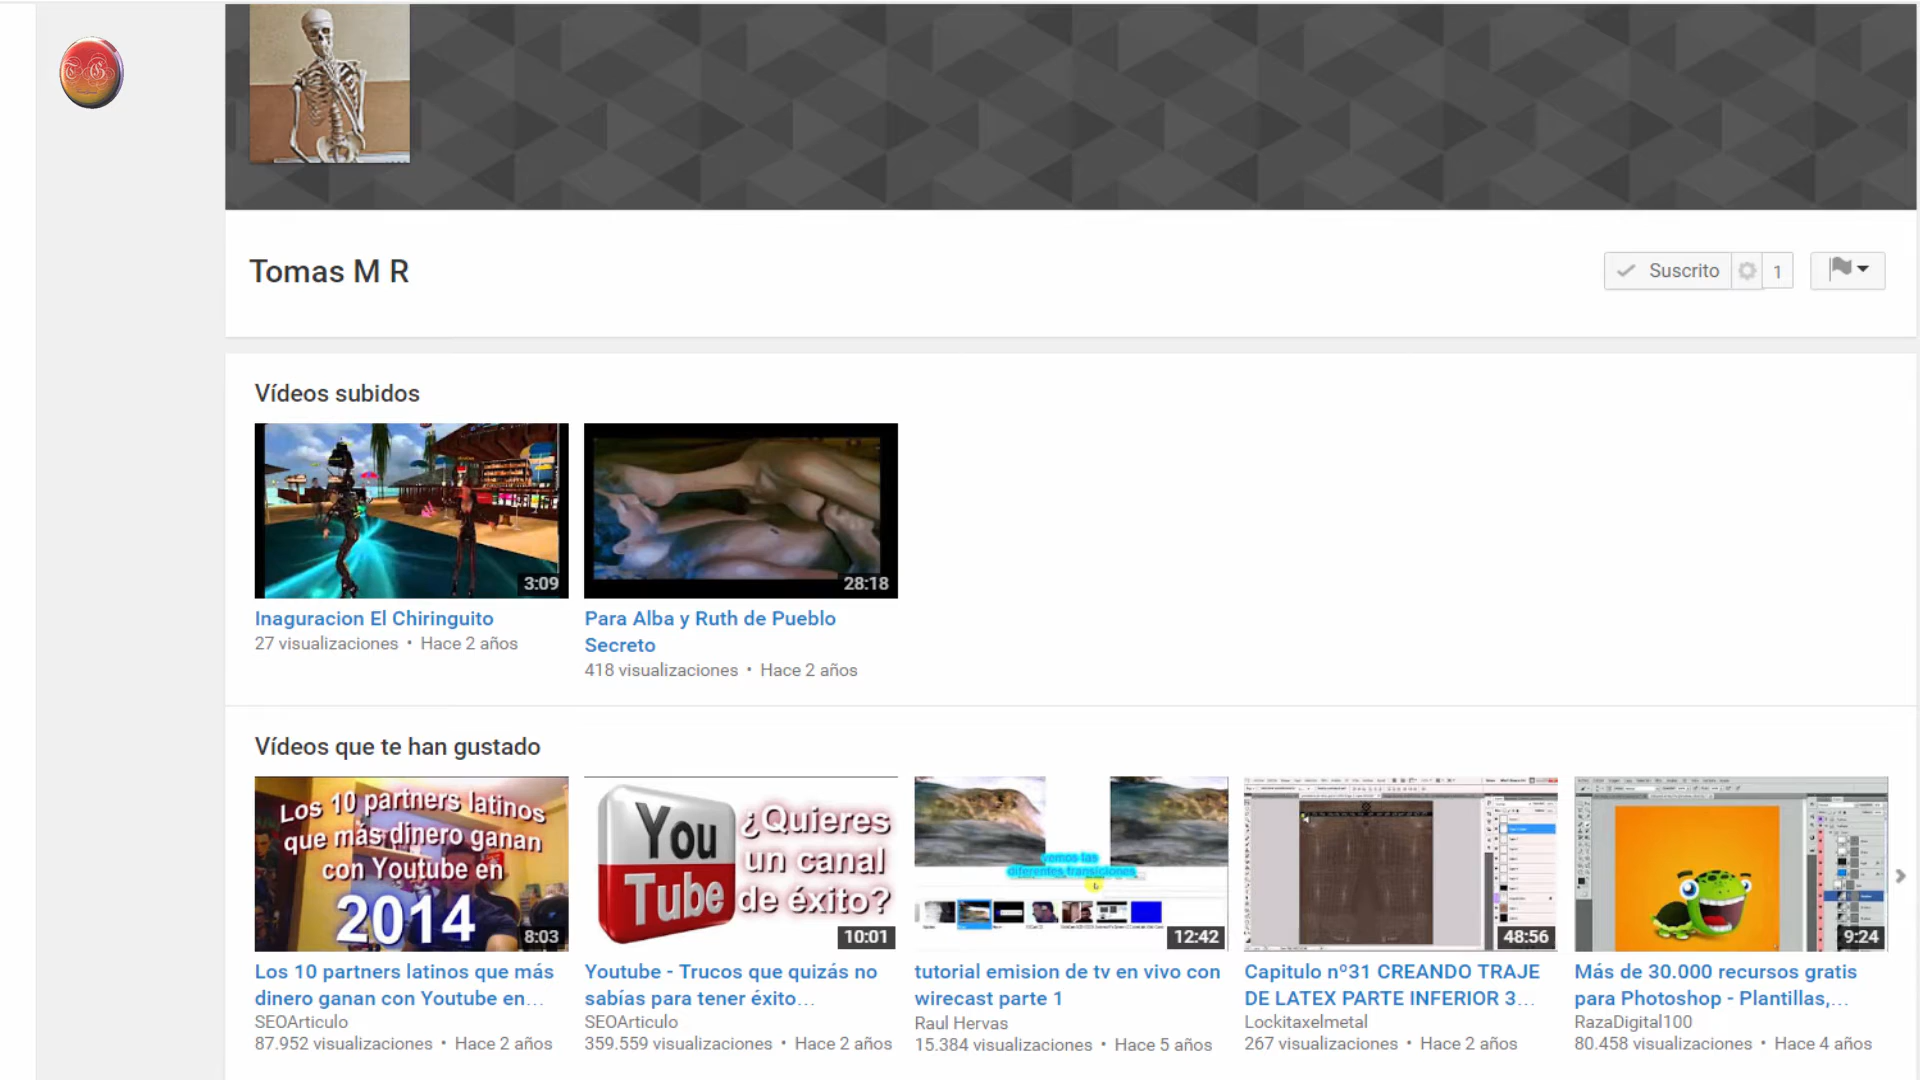 Tomas M R
Suscrito
1
Vídeos subidos
3:09
28:18
Inaguracion El Chiringuito
27 visualizaciones • Hace 2 años
Para Alba y Ruth de Pueblo
Secreto
418 visualizaciones • Hace 2 años
Vídeos que te han gustado
Los 10 partners latinos
que más dinero ganan
con Youtube en
2014
8:03
You
Tube
¿Quieres
un canal
de éxito?
10:01
vomos las
diferentes transiciones
12:42
48:56
9:24
Los 10 partners latinos que más
dinero ganan con Youtube en...
SEOArticulo
87.952 visualizaciones • Hace 2 años
Youtube - Trucos que quizás no
sabías para tener éxito...
SEOArticulo
359.559 visualizaciones • Hace 2 años
tutorial emision de tv en vivo con
wirecast parte 1
Raul Hervas
15.384 visualizaciones • Hace 5 años
Capitulo nº31 CREANDO TRAJE
DE LATEX PARTE INFERIOR 3...
Lockitaxelmetal
267 visualizaciones • Hace 2 años
Más de 30.000 recursos gratis
para Photoshop - Plantillas,...
RazaDigital100
80.458 visualizaciones • Hace 4 años